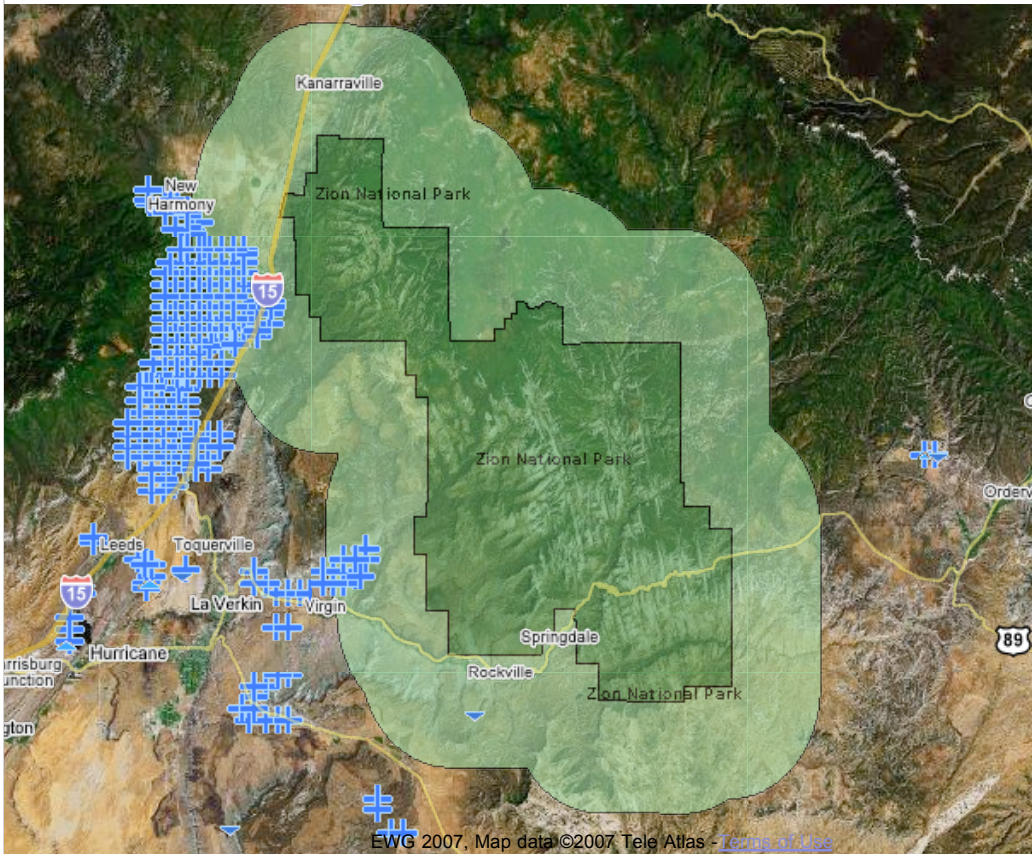 Kanarraville
New
Harmony
Zion National Park
15
Zion National Park
Orderv
Leeds
Toquerville
15
La Verkin
Virgin
Springdale
89
Hurricane
arrisburg
unction
Rockville
Zion National Park
gton
EWG 2007, Map data ©2007 Tele Atlas - Terms of Use